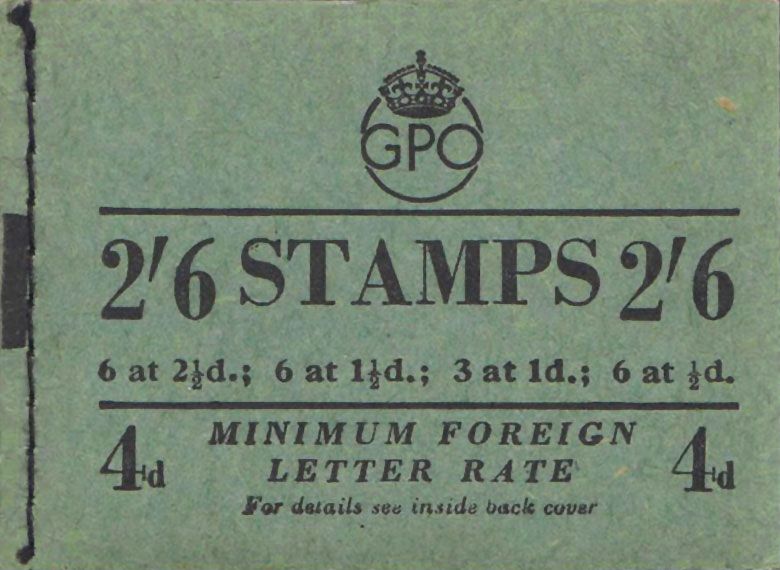 GPO
2'6 STAMPS 2'6
6 at 2½d.; 6 at 1½d.; 3 at 1d.; 6 at ½d.
4d MINIMUM FOREIGN 4d
LETTER RATE
For details see inside back cover